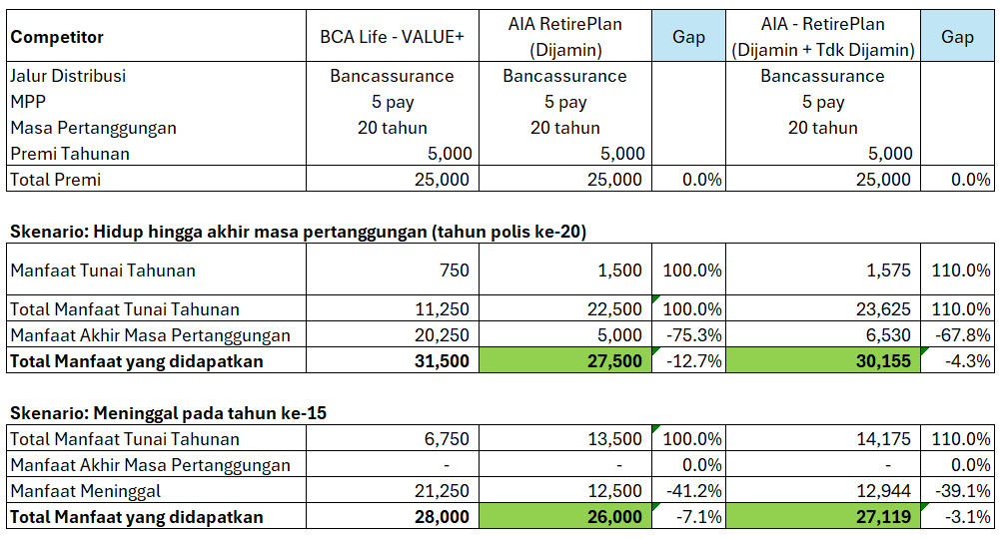 Competitor BCA Life - VALUE+ AIA RetirePlan (Dijamin) Gap AIA - RetirePlan (Dijamin + Tdk Dijamin) Gap
Jalur Distribusi Bancassurance Bancassurance Bancassurance
MPP 5 pay 5 pay 5 pay
Masa Pertanggungan 20 tahun 20 tahun 20 tahun
Premi Tahunan 5,000 5,000 5,000
Total Premi 25,000 25,000 0.0% 25,000 0.0%
Skenario: Hidup hingga akhir masa pertanggungan (tahun polis ke-20)
Manfaat Tunai Tahunan 750 1,500 100.0% 1,575 110.0%
Total Manfaat Tunai Tahunan 11,250 22,500 100.0% 23,625 110.0%
Manfaat Akhir Masa Pertanggungan 20,250 5,000 -75.3% 6,530 -67.8%
Total Manfaat yang didapatkan 31,500 27,500 -12.7% 30,155 -4.3%
Skenario: Meninggal pada tahun ke-15
Total Manfaat Tunai Tahunan 6,750 13,500 100.0% 14,175 110.0%
Manfaat Akhir Masa Pertanggungan - - 0.0% - 0.0%
Manfaat Meninggal 21,250 12,500 -41.2% 12,944 -39.1%
Total Manfaat yang didapatkan 28,000 26,000 -7.1% 27,119 -3.1%